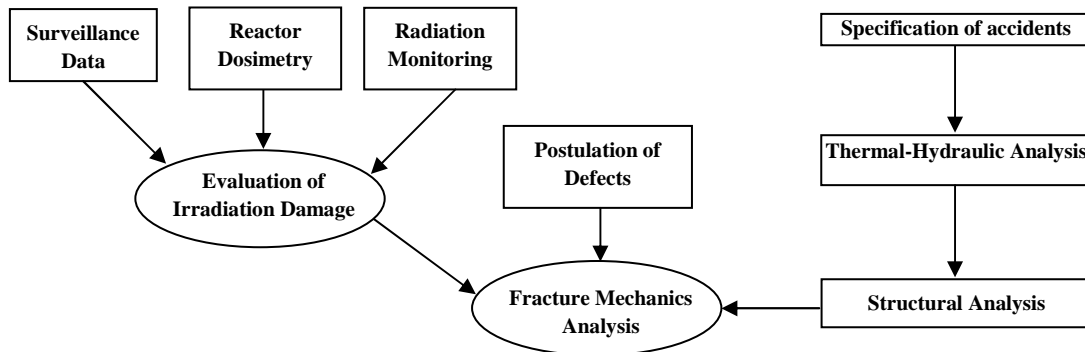 Surveillance
Data
Reactor
Dosimetry
Radiation
Monitoring
Specification of accidents
Evaluation of
Irradiation Damage
Postulation of
Defects
Thermal-Hydraulic Analysis
Fracture Mechanics
Analysis
Structural Analysis